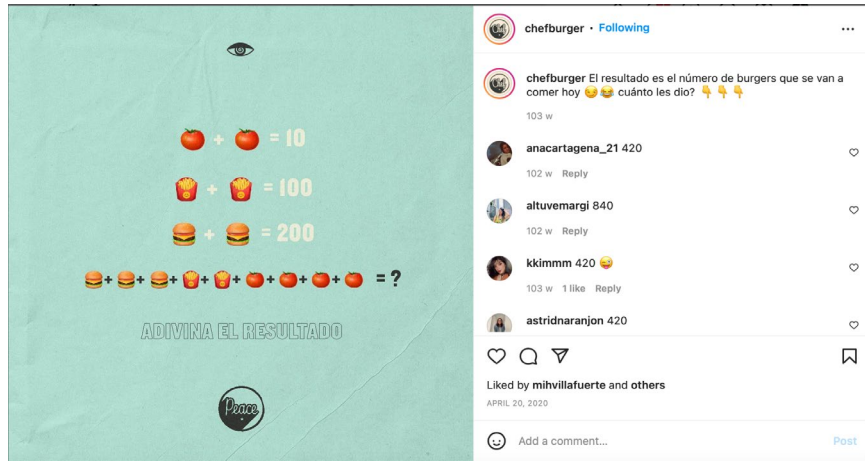 🍅 + 🍅 = 10
🍟 + 🍟 = 100
🍔 + 🍔 = 200
🍔+🍔+🍔+🍟+🍟+🍅+🍅+🍅+🍅 = ?
ADIVINA EL RESULTADO
Peace
chefburger • Following
chefburger El resultado es el número de burgers que se van a
comer hoy 😏😂 cuánto les dio? 👇👇👇
103 w
anacartagena_21 420
102 w Reply
altuvemargi 840
102 w Reply
kkimmm 420 😜
103 w 1 like Reply
astridnaranjon 420
Liked by mihvillafuerte and others
APRIL 20, 2020
Add a comment...
Post